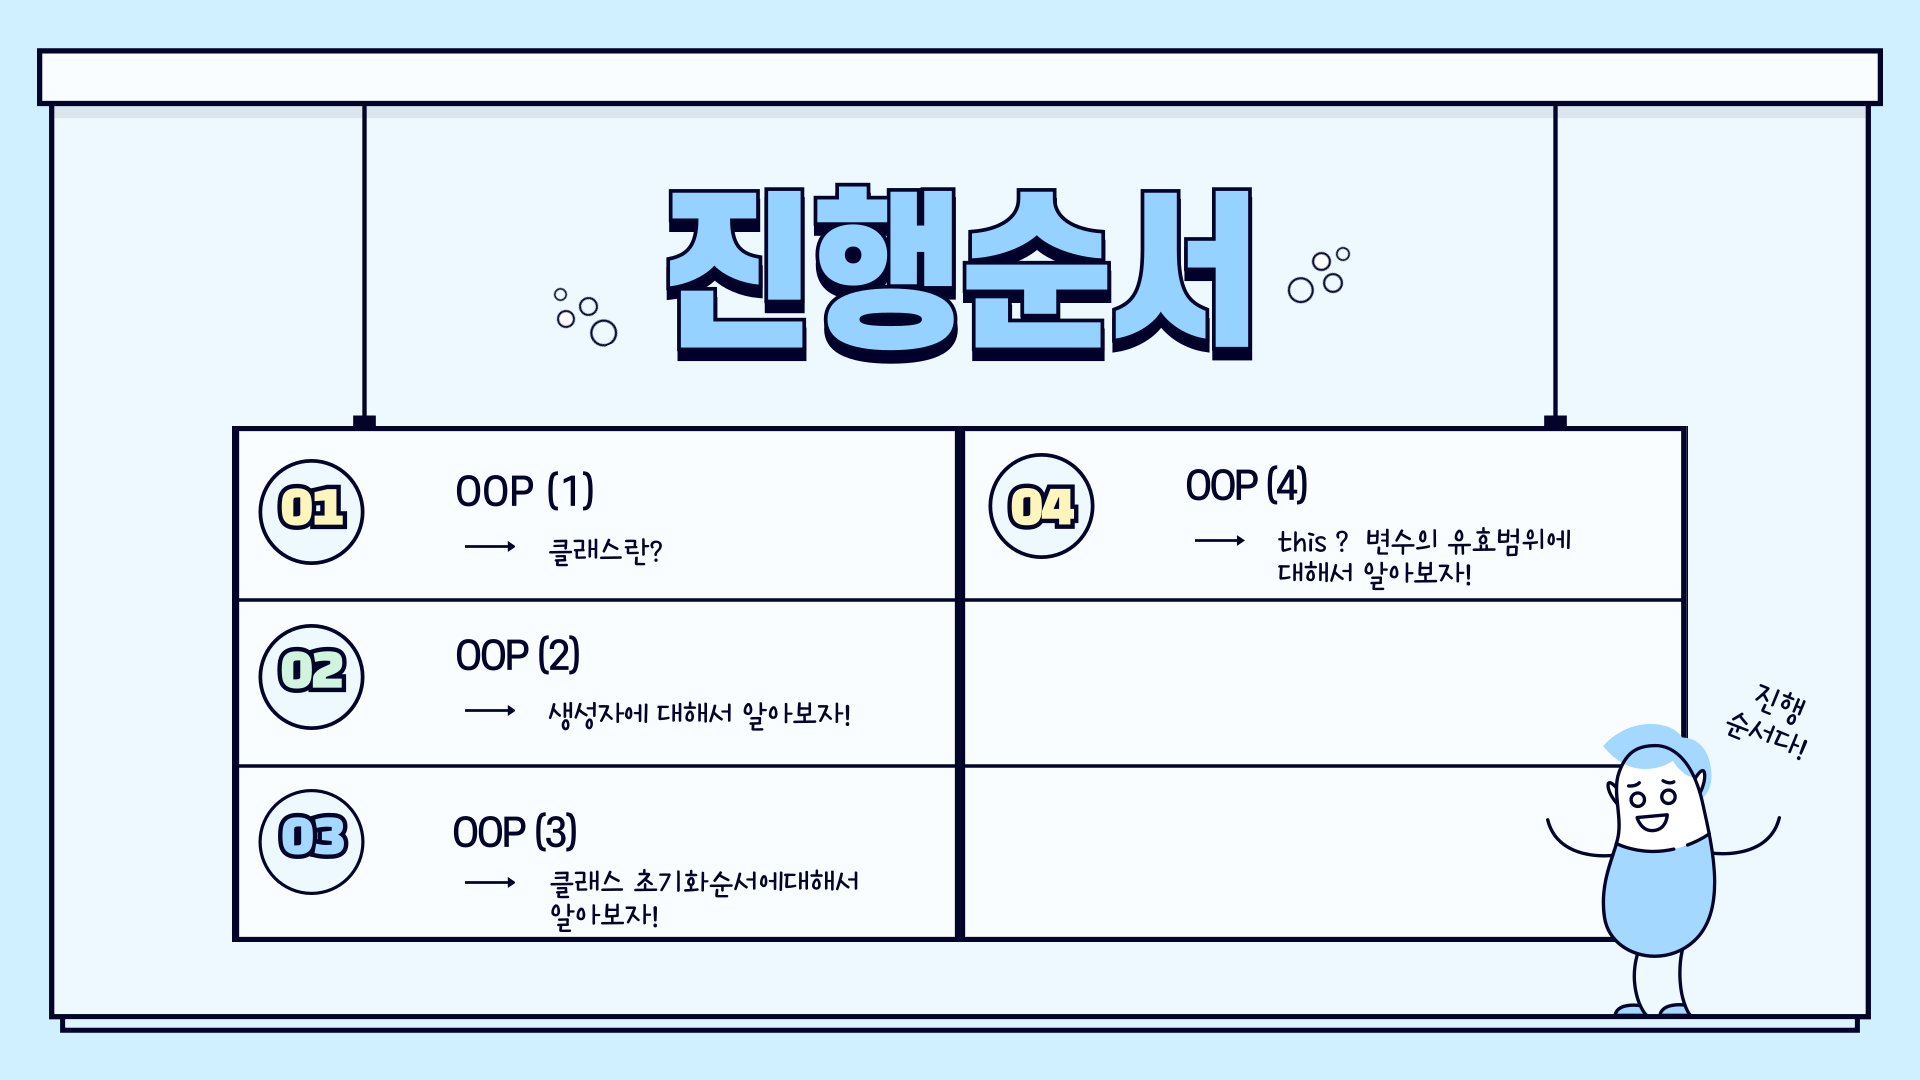 진행순서
01
OOP (1)
클래스란?
02
OOP (2)
생성자에 대해서 알아보자!
03
OOP (3)
클래스 초기화순서에대해서
알아보자!
04
OOP (4)
this ? 변수의 유효범위에
대해서 알아보자!
진행
순서다!